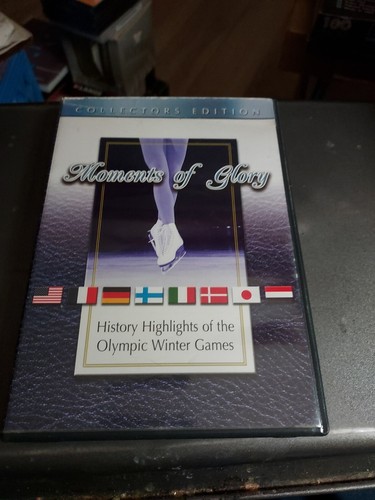 COLLECTORS EDITION
Moments of Glory
History Highlights of the
Olympic Winter Games